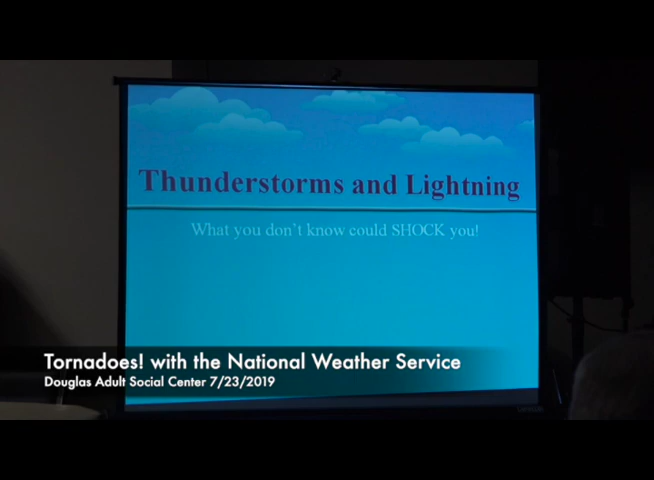 Thunderstorms and Lightning
What you don't know could SHOCK you!
Tornadoes! with the National Weather Service
Douglas Adult Social Center 7/23/2019